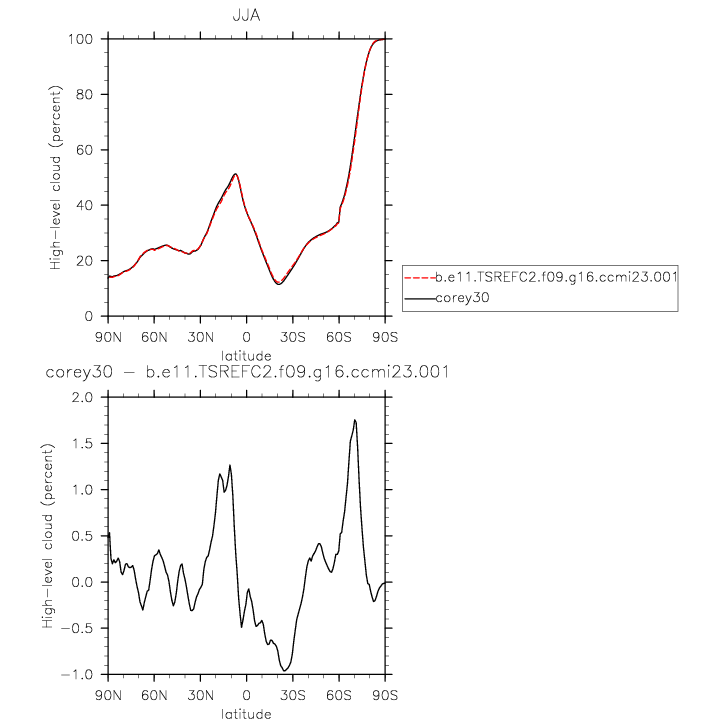 JJA
100
80
60
40
20
0
High-level cloud (percent)
90N 60N 30N 0 30S 60S 90S
latitude
b.e11.TSREFC2.f09.g16.ccmi23.001
corey30
corey30 - b.e11.TSREFC2.f09.g16.ccmi23.001
2.0
1.5
1.0
0.5
0.0
-0.5
-1.0
High-level cloud (percent)
90N 60N 30N 0 30S 60S 90S
latitude